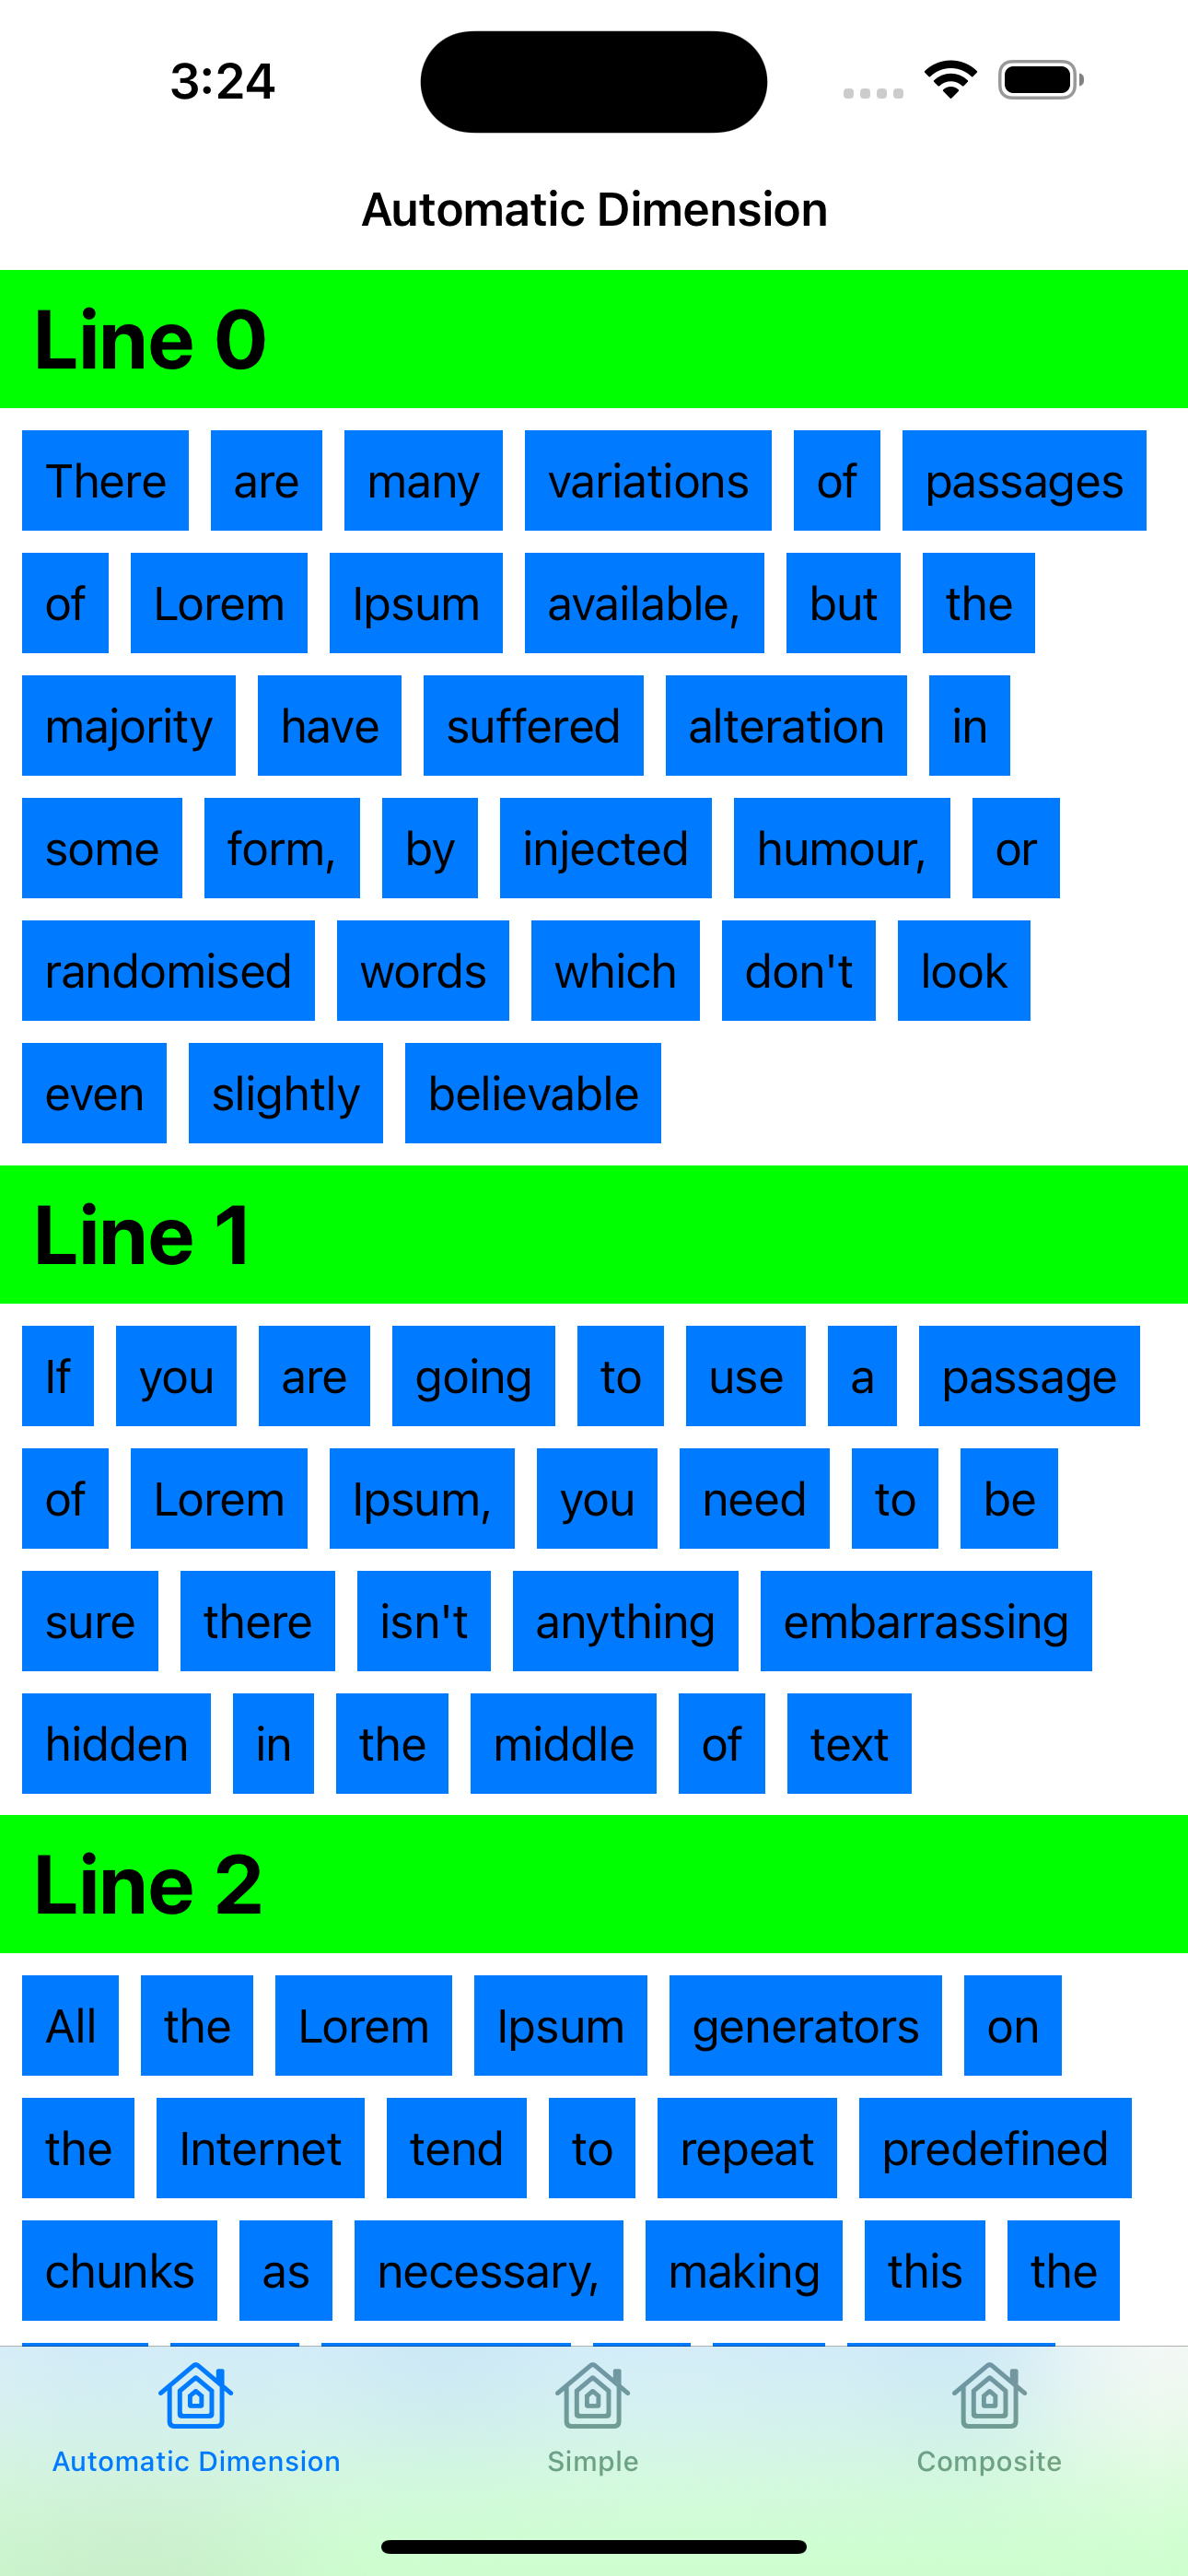 3:24
Automatic Dimension
Line 0
There are many variations of passages
of Lorem Ipsum available, but the
majority have suffered alteration in
some form, by injected humour, or
randomised words which don't look
even slightly believable
Line 1
If you are going to use a passage
of Lorem Ipsum, you need to be
sure there isn't anything embarrassing
hidden in the middle of text
Line 2
All the Lorem Ipsum generators on
the Internet tend to repeat predefined
chunks as necessary, making this the
Automatic Dimension Simple Composite